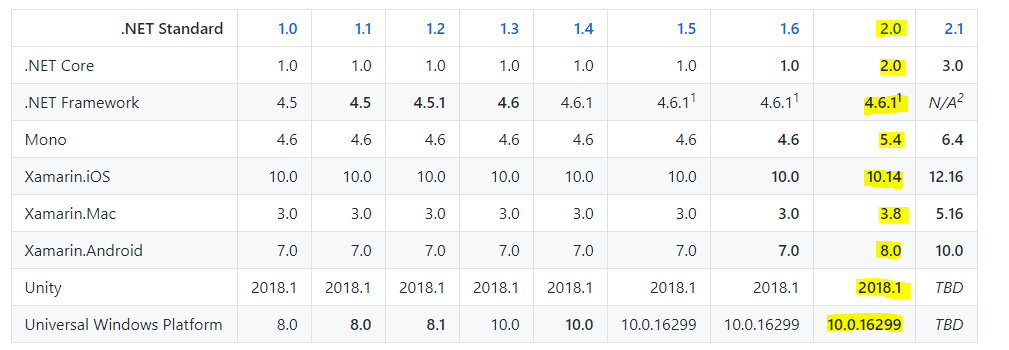 .NET Standard 1.0 1.1 1.2 1.3 1.4 1.5 1.6 2.0 2.1
.NET Core 1.0 1.0 1.0 1.0 1.0 1.0 1.0 2.0 3.0
.NET Framework 4.5 4.5 4.5.1 4.6 4.6.1 4.6.1¹ 4.6.1¹ 4.6.1¹ N/A²
Mono 4.6 4.6 4.6 4.6 4.6 4.6 4.6 5.4 6.4
Xamarin.iOS 10.0 10.0 10.0 10.0 10.0 10.0 10.0 10.14 12.16
Xamarin.Mac 3.0 3.0 3.0 3.0 3.0 3.0 3.0 3.8 5.16
Xamarin.Android 7.0 7.0 7.0 7.0 7.0 7.0 7.0 8.0 10.0
Unity 2018.1 2018.1 2018.1 2018.1 2018.1 2018.1 2018.1 2018.1 TBD
Universal Windows Platform 8.0 8.0 8.1 10.0 10.0 10.0.16299 10.0.16299 10.0.16299 TBD